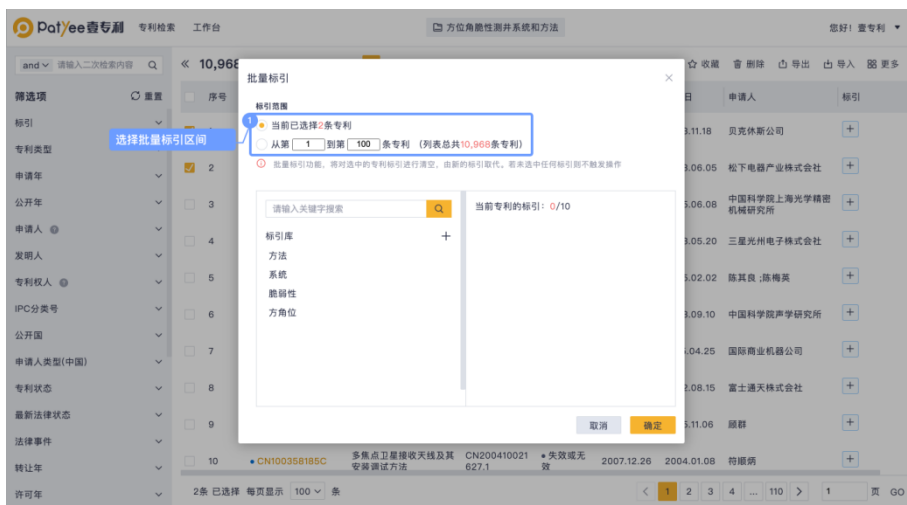 Patyee壹专利 专利检索 工作台 方位角脆性测井系统和方法 您好！壹专利
and 请输入二次检索内容 10,968 收藏 删除 导出 导入 更多
批量标引
筛选项 重置 序号 标引范围 日 申请人 标引
标引 1 当前已选择2条专利 3.11.18 贝克休斯公司
选择批量标引区间
从第 1 到第 100 条专利 (列表总共10,968条专利)
专利类型
批量标引功能，将对选中的专利标引进行清空，由新的标引取代。若未选中任何标引则不触发操作
申请年 2 3.06.05 松下电器产业株式会社
公开年 3 请输入关键字搜索 当前专利的标引：0/10 5.06.08 中国科学院上海光学精密
机械研究所
申请人 标引库
4 3.05.20 三星光州电子株式会社
发明人 方法
专利权人 5 系统 5.02.02 陈其良;陈梅英
脆弱性
IPC分类号 6 方角位 3.09.10 中国科学院声学研究所
公开国
申请人类型(中国) 7 .04.25 国际商业机器公司
专利状态 8 2.08.15 富士通天株式会社
最新法律状态 9 取消 确定 5.11.06 顾群
法律事件
转让年 10 CN100358185C 多焦点卫星接收天线及其
安装调试方法 CN200410021
627.1 失效或无
效 2007.12.26 2004.01.08 符顺炳
许可年 2条 已选择 每页显示 100 条 1 2 3 4 ... 110 1 页 GO